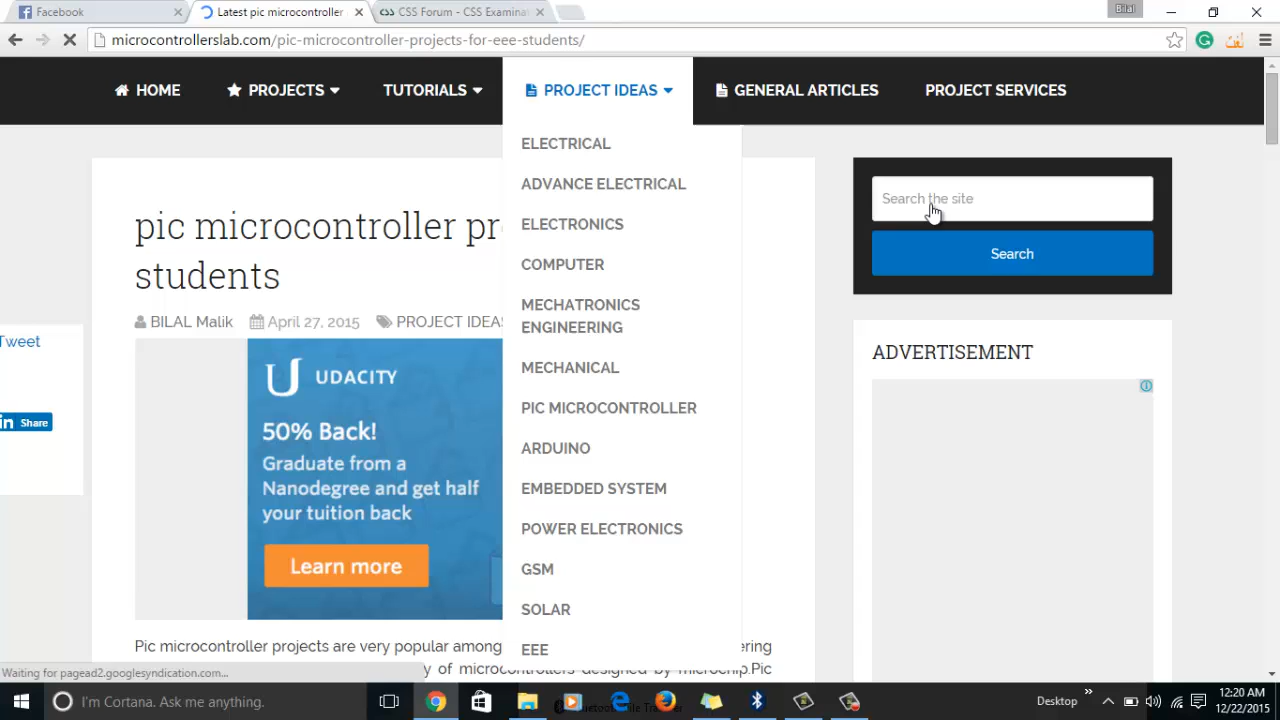 Facebook
Latest pic microcontroller
CSS Forum - CSS Examinat
Bilal
microcontrollerslab.com/pic-microcontroller-projects-for-eee-students/
HOME
PROJECTS
TUTORIALS
PROJECT IDEAS
GENERAL ARTICLES
PROJECT SERVICES
ELECTRICAL
ADVANCE ELECTRICAL
ELECTRONICS
COMPUTER
MECHATRONICS
ENGINEERING
MECHANICAL
PIC MICROCONTROLLER
ARDUINO
EMBEDDED SYSTEM
POWER ELECTRONICS
GSM
SOLAR
EEE
pic microcontroller pr
students
BILAL Malik
April 27, 2015
PROJECT IDEAS
UDACITY
50% Back!
Graduate from a
Nanodegree and get half
your tuition back
Learn more
Tweet
in Share
Pic microcontroller projects are very popular among
ering
y of microcontrollers designed by microchip.Pic
Search the site
Search
ADVERTISEMENT
Waiting for pagead2.googlesyndication.com...
I'm Cortana. Ask me anything.
Desktop
12:20 AM
12/22/2015